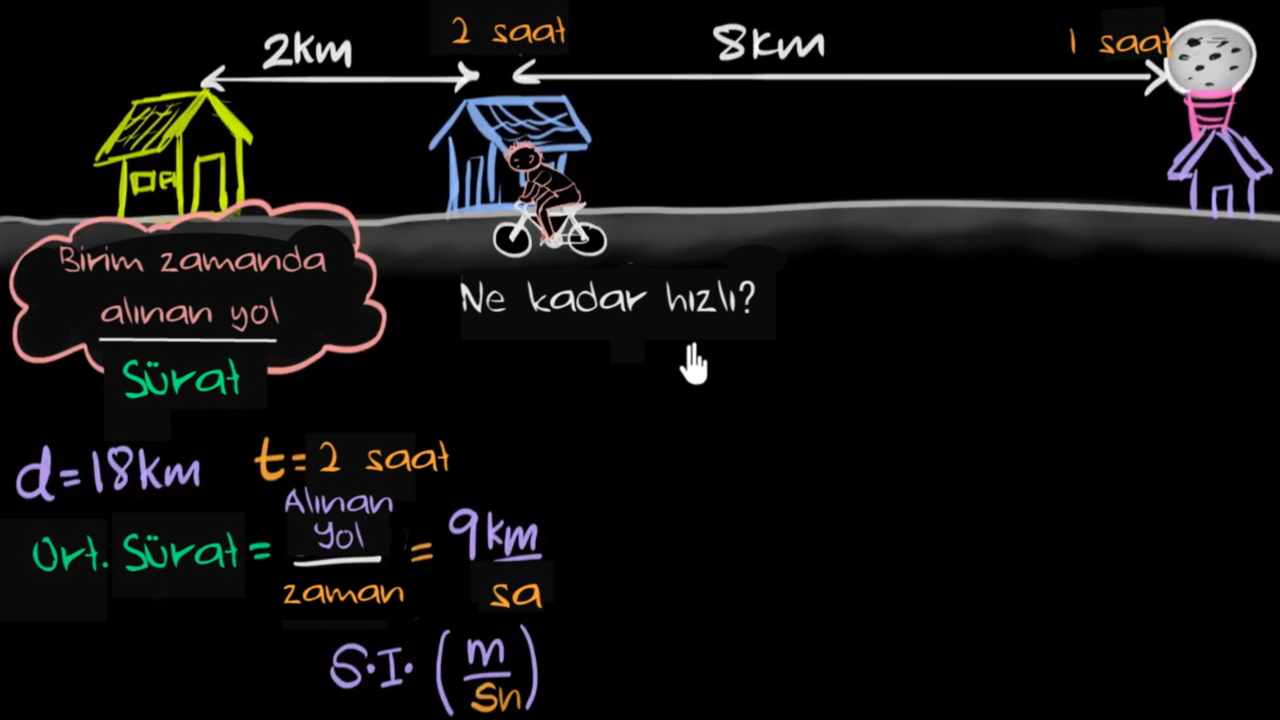 2km
2 saat
8km
1 saat
Birim zamanda
alınan yol
Sürat
Ne kadar hızlı?
d=18km
t=2 saat
Ort. Sürat = Alınan yol / zaman = 9 km / sa
S.I. (m / sn)